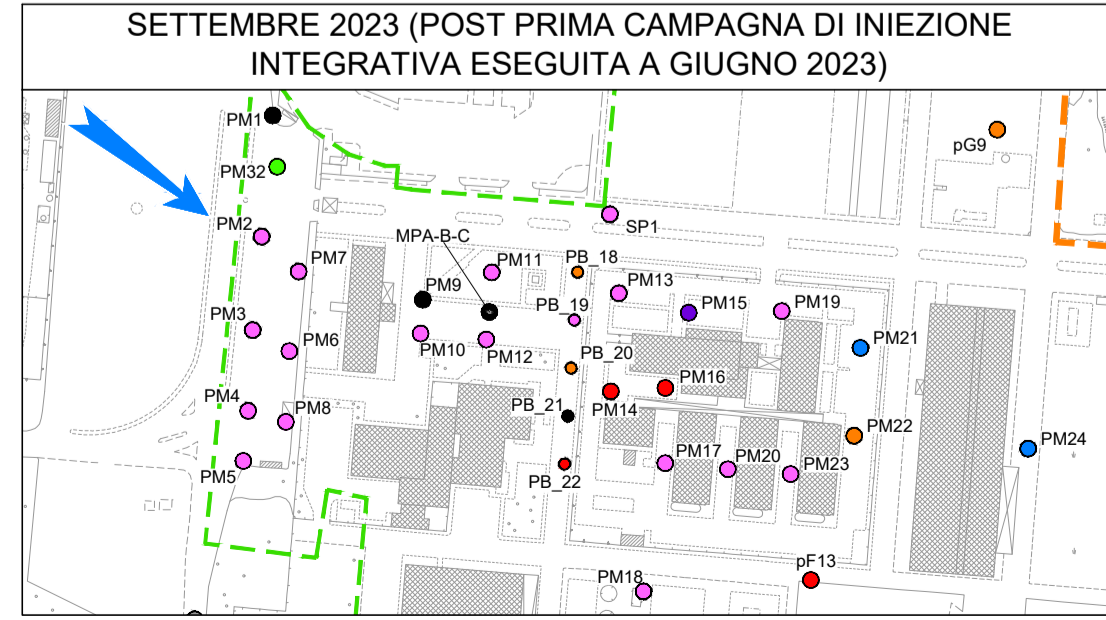 SETTEMBRE 2023 (POST PRIMA CAMPAGNA DI INIEZIONE
INTEGRATIVA ESEGUITA A GIUGNO 2023)
PM1
pG9
PM32
PM2
SP1
MPA-B-C
PM7
PM11
PB_18
PM9
PM13
PM15
PM19
PB_19
PM3
PM6
PM10
PM12
PM21
PB_20
PM16
PM4
PM8
PB_21
PM14
PM22
PM24
PM5
PB_22
PM17
PM20
PM23
pF13
PM18